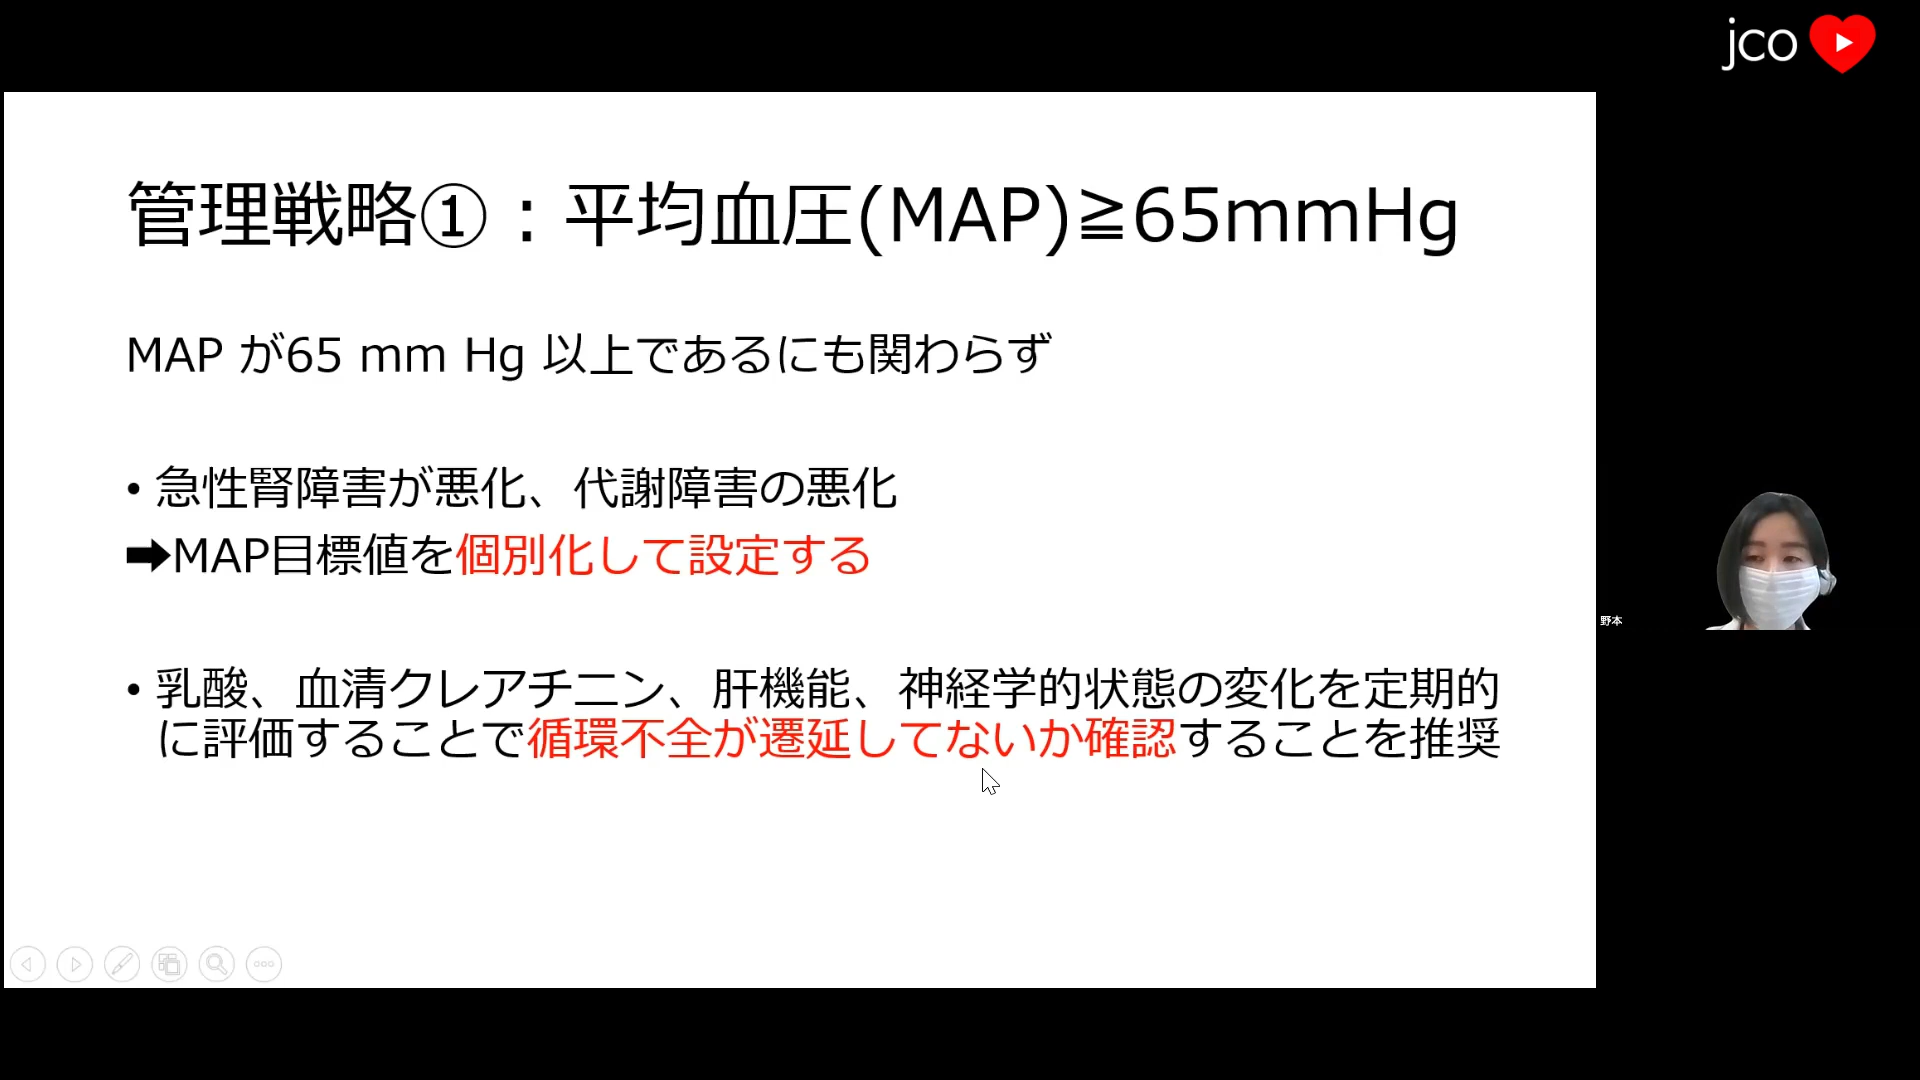 jco
管理戦略①：平均血圧(MAP)≧65mmHg
MAP が65 mm Hg 以上であるにも関わらず
• 急性腎障害が悪化、代謝障害の悪化
➡MAP目標値を個別化して設定する
• 乳酸、血清クレアチニン、肝機能、神経学的状態の変化を定期的
に評価することで循環不全が遷延してないか確認することを推奨
野本